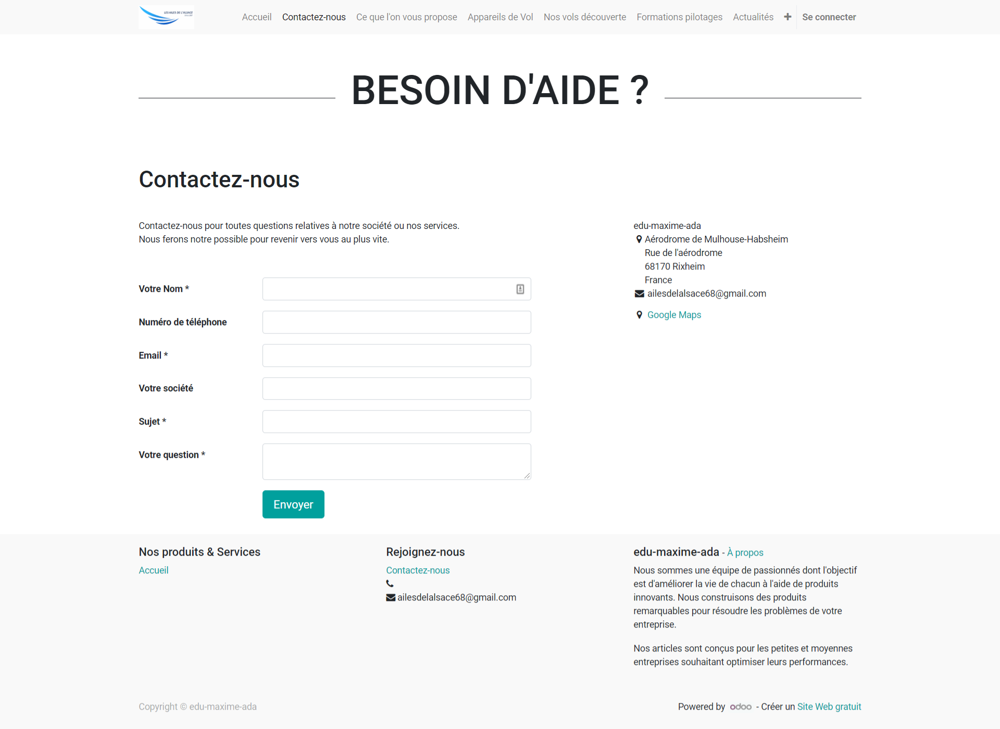 LES AILES DE L'ALSACE
Accueil
Contactez-nous
Ce que l'on vous propose
Appareils de Vol
Nos vols découverte
Formations pilotages
Actualités
Se connecter
BESOIN D'AIDE ?
Contactez-nous
Contactez-nous pour toutes questions relatives à notre société ou nos services.
Nous ferons notre possible pour revenir vers vous au plus vite.
Votre Nom *
Numéro de téléphone
Email *
Votre société
Sujet *
Votre question *
Envoyer
edu-maxime-ada
Aérodrome de Mulhouse-Habsheim
Rue de l'aérodrome
68170 Rixheim
France
ailesdelalsace68@gmail.com
Google Maps
Nos produits & Services
Accueil
Rejoignez-nous
Contactez-nous
ailesdelalsace68@gmail.com
edu-maxime-ada - À propos
Nous sommes une équipe de passionnés dont l'objectif
est d'améliorer la vie de chacun à l'aide de produits
innovants. Nous construisons des produits
remarquables pour résoudre les problèmes de votre
entreprise.
Nos articles sont conçus pour les petites et moyennes
entreprises souhaitant optimiser leurs performances.
Copyright © edu-maxime-ada
Powered by odoo - Créer un Site Web gratuit